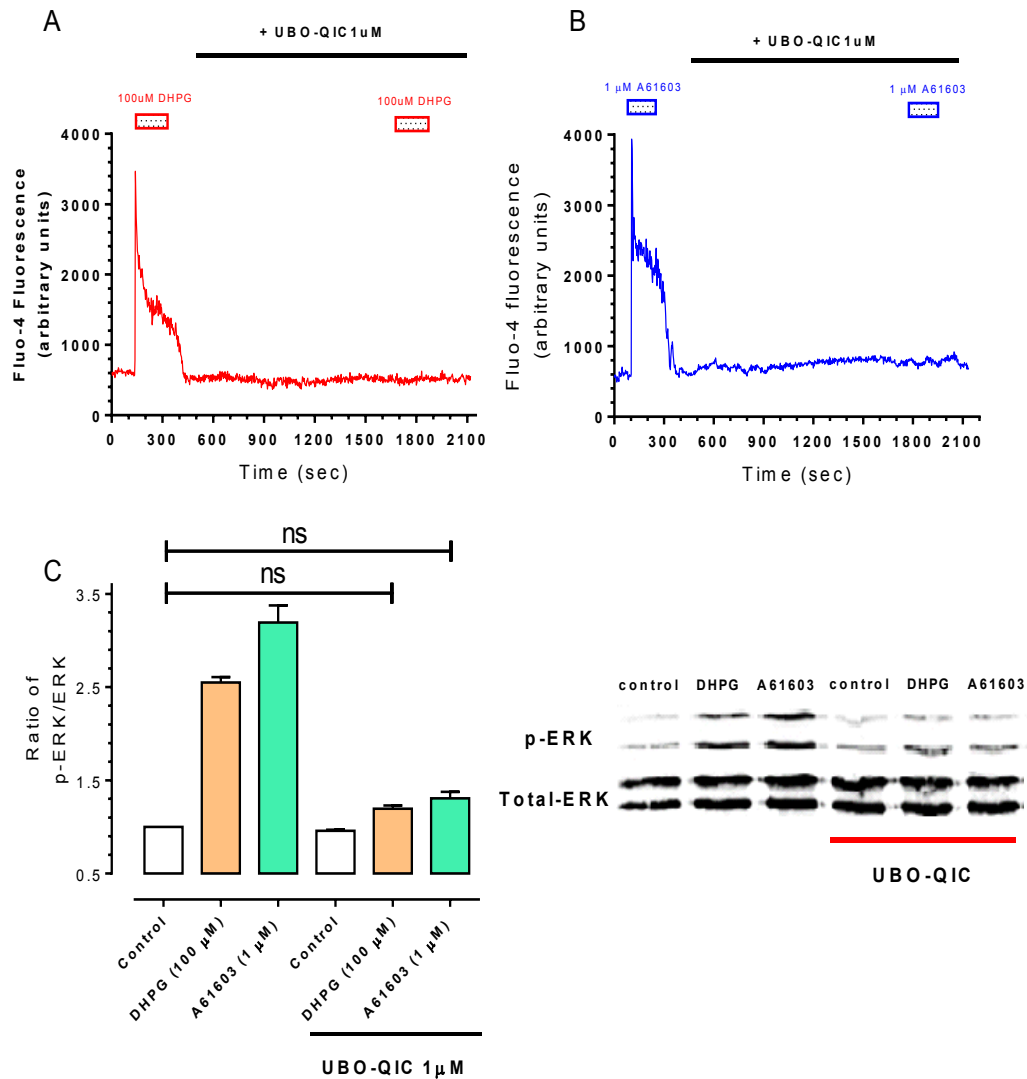 A
+ UBO-QIC1uM
100uM DHPG
100uM DHPG
4000
3000
2000
1000
0
Fluo-4 Fluorescence
(arbitrary units)
0 300 600 900 1200 1500 1800 2100
Time (sec)
B
+ UBO-QIC1uM
1 μM A61603
1 μM A61603
4000
3000
2000
1000
0
Fluo-4 fluorescence
(arbitrary units)
0 300 600 900 1200 1500 1800 2100
Time (sec)
C
ns
ns
3.5
2.5
1.5
0.5
Ratio of
p-ERK/ERK
Control
DHPG (100 μM)
A61603 (1 μM)
Control
DHPG (100 μM)
A61603 (1 μM)
UBO-QIC 1μM
control DHPG A61603 control DHPG A61603
p-ERK
Total-ERK
UBO-QIC